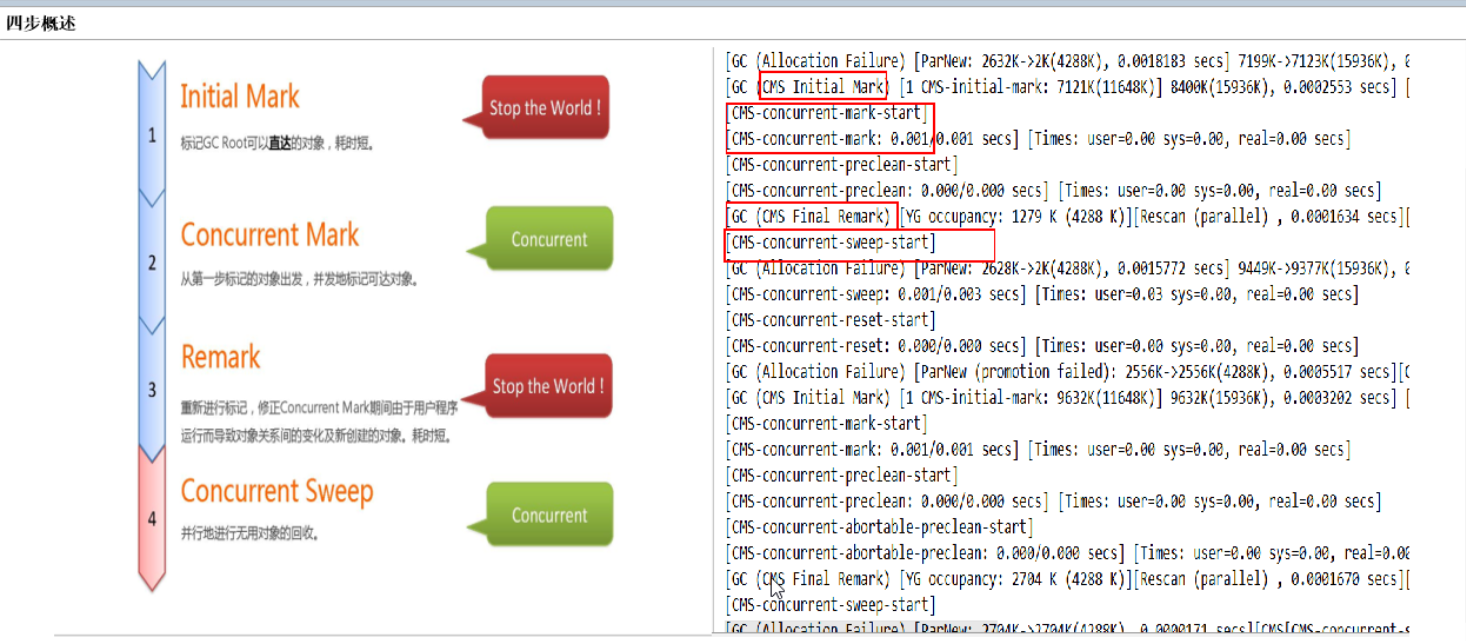 四步概述
1
Initial Mark
标记GC Root可以直达的对象，耗时短。
Stop the World !
2
Concurrent Mark
从第一步标记的对象出发，并发地标记可达对象。
Concurrent
3
Remark
重新进行标记，修正Concurrent Mark期间由于用户程序
运行而导致对象关系间的变化及新创建的对象。耗时短。
Stop the World !
4
Concurrent Sweep
并行地进行无用对象的回收。
Concurrent
[GC (Allocation Failure) [ParNew: 2632K->2K(4288K), 0.0018183 secs] 7199K->7123K(15936K),
[GC (CMS Initial Mark) [1 CMS-initial-mark: 7121K(11648K)] 8400K(15936K), 0.0002553 secs] [
[CMS-concurrent-mark-start]
[CMS-concurrent-mark: 0.001/0.001 secs] [Times: user=0.00 sys=0.00, real=0.00 secs]
[CMS-concurrent-preclean-start]
[CMS-concurrent-preclean: 0.000/0.000 secs] [Times: user=0.00 sys=0.00, real=0.00 secs]
[GC (CMS Final Remark) [YG occupancy: 1279 K (4288 K)][Rescan (parallel) , 0.0001634 secs][
[CMS-concurrent-sweep-start]
[GC (Allocation Failure) [ParNew: 2628K->2K(4288K), 0.0015772 secs] 9449K->9377K(15936K),
[CMS-concurrent-sweep: 0.001/0.003 secs] [Times: user=0.03 sys=0.00, real=0.00 secs]
[CMS-concurrent-reset-start]
[CMS-concurrent-reset: 0.000/0.000 secs] [Times: user=0.00 sys=0.00, real=0.00 secs]
[GC (Allocation Failure) [ParNew (promotion failed): 2556K->2556K(4288K), 0.0005517 secs][C
[GC (CMS Initial Mark) [1 CMS-initial-mark: 9632K(11648K)] 9632K(15936K), 0.0003202 secs] [
[CMS-concurrent-mark-start]
[CMS-concurrent-mark: 0.001/0.001 secs] [Times: user=0.00 sys=0.00, real=0.00 secs]
[CMS-concurrent-preclean-start]
[CMS-concurrent-preclean: 0.000/0.000 secs] [Times: user=0.00 sys=0.00, real=0.00 secs]
[CMS-concurrent-abortable-preclean-start]
[CMS-concurrent-abortable-preclean: 0.000/0.000 secs] [Times: user=0.00 sys=0.00, real=0.00
[GC (CMS Final Remark) [YG occupancy: 2704 K (4288 K)][Rescan (parallel) , 0.0001670 secs][
[CMS-concurrent-sweep-start]
[GC (Allocation Failure) [ParNew: 2704K->2704K(4288K), 0.0000171 secs][CMS[CMS-concurrent-s